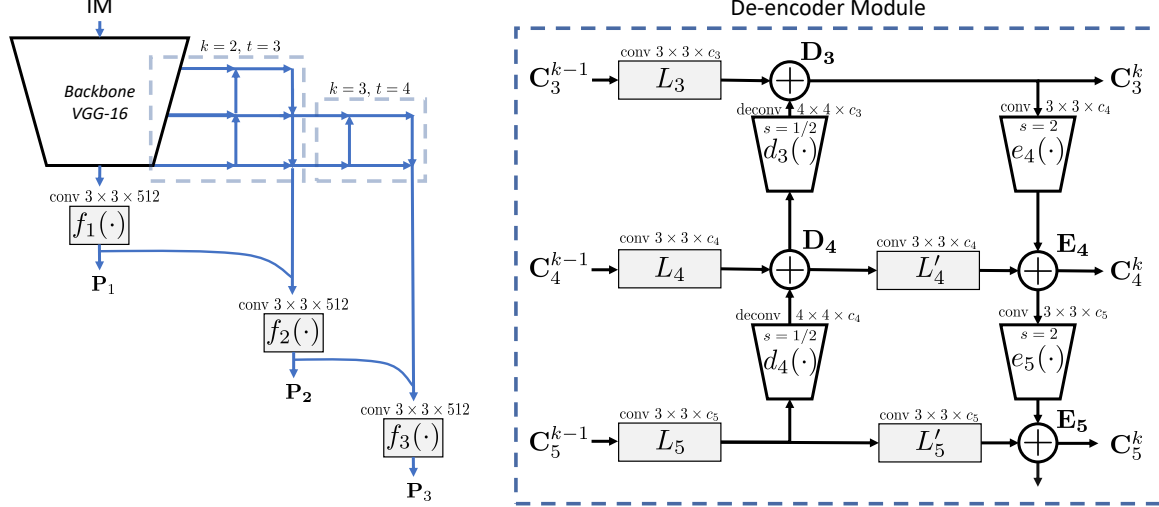 IM
Backbone
VGG-16
k = 2, t = 3
k = 3, t = 4
conv 3 × 3 × 512
f₁(·)
P₁
conv 3 × 3 × 512
f₂(·)
P₂
conv 3 × 3 × 512
f₃(·)
P₃
De-encoder Module
C₃ᵏ⁻¹
conv 3 × 3 × c₃
L₃
D₃
C₃ᵏ
deconv 4 × 4 × c₃
s = 1/2
d₃(·)
conv 3 × 3 × c₄
s = 2
e₄(·)
C₄ᵏ⁻¹
conv 3 × 3 × c₄
L₄
D₄
conv 3 × 3 × c₄
L′₄
E₄
C₄ᵏ
deconv 4 × 4 × c₄
s = 1/2
d₄(·)
conv 3 × 3 × c₅
s = 2
e₅(·)
C₅ᵏ⁻¹
conv 3 × 3 × c₅
L₅
conv 3 × 3 × c₅
L′₅
E₅
C₅ᵏ